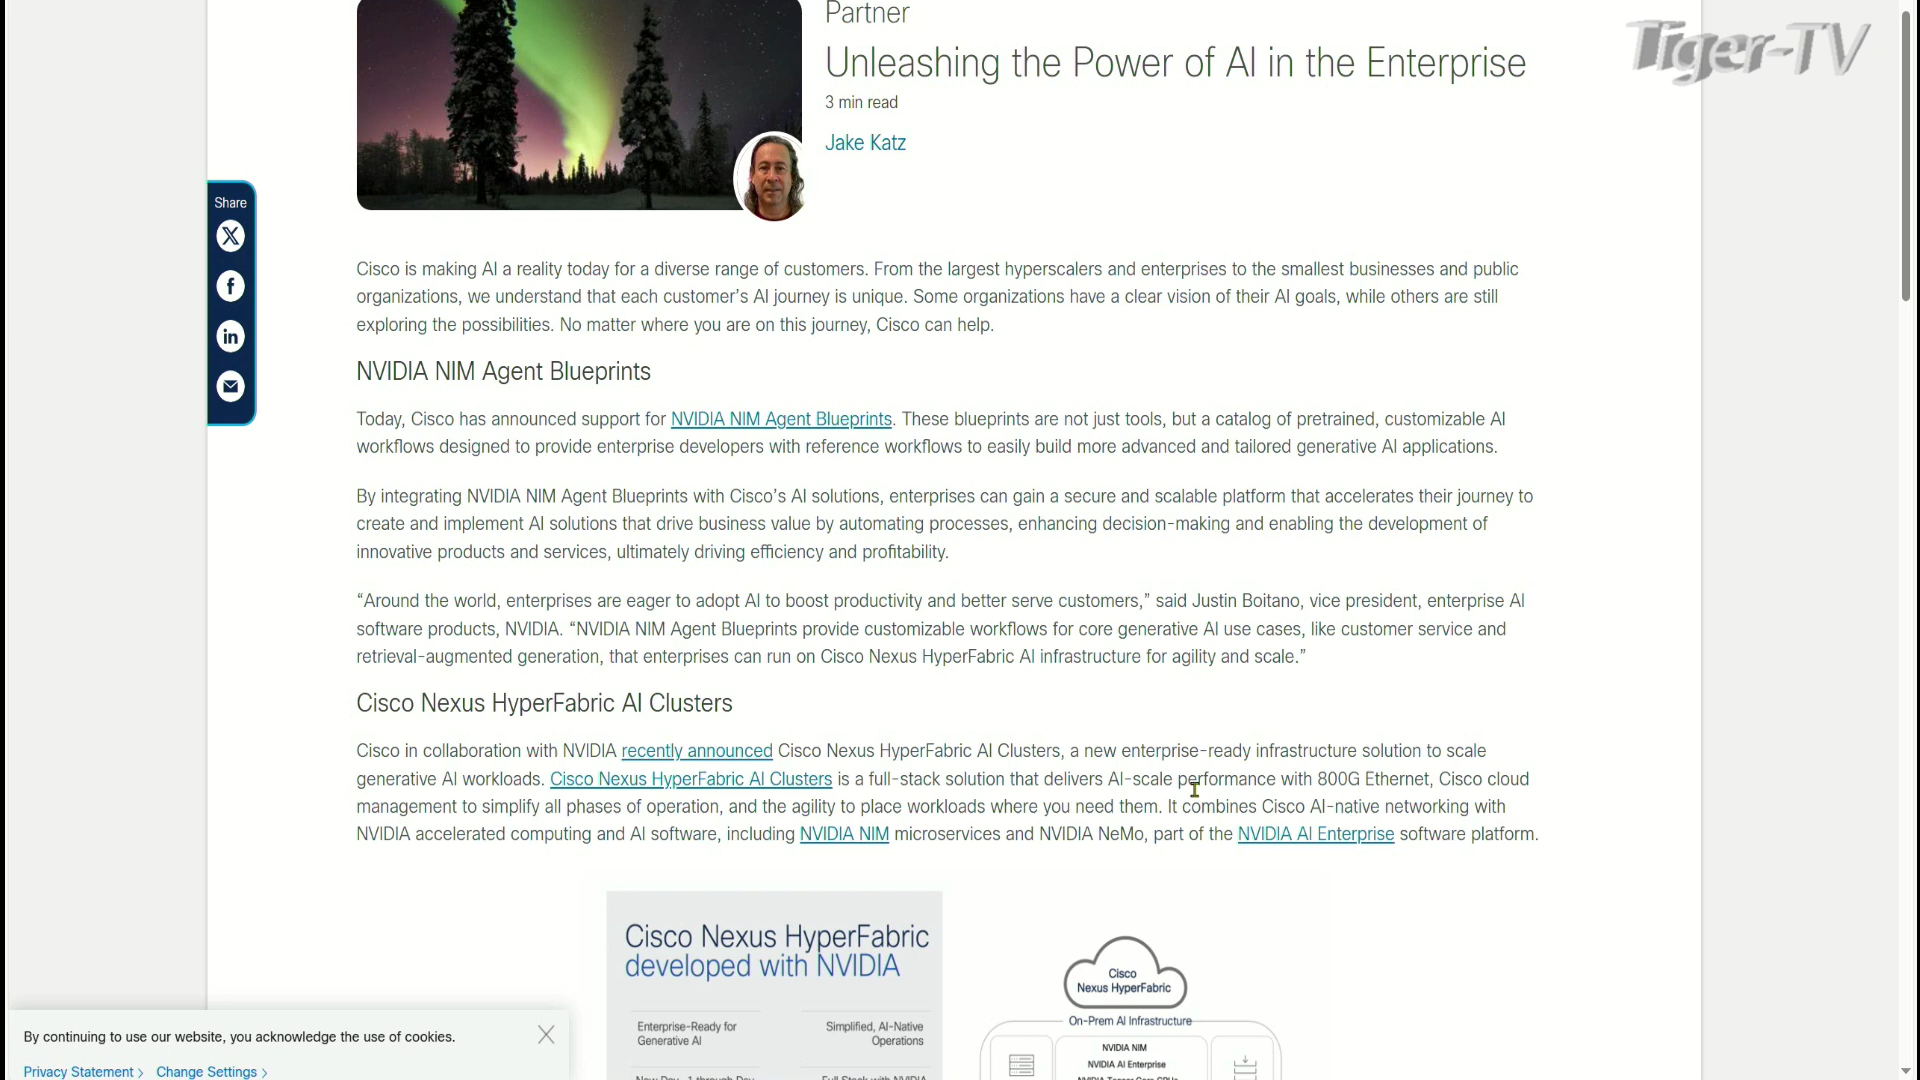 Partner
Tiger-TV
Unleashing the Power of AI in the Enterprise
3 min read
Jake Katz
Share
Cisco is making AI a reality today for a diverse range of customers. From the largest hyperscalers and enterprises to the smallest businesses and public
organizations, we understand that each customer’s AI journey is unique. Some organizations have a clear vision of their AI goals, while others are still
exploring the possibilities. No matter where you are on this journey, Cisco can help.
NVIDIA NIM Agent Blueprints
Today, Cisco has announced support for NVIDIA NIM Agent Blueprints. These blueprints are not just tools, but a catalog of pretrained, customizable AI
workflows designed to provide enterprise developers with reference workflows to easily build more advanced and tailored generative AI applications.
By integrating NVIDIA NIM Agent Blueprints with Cisco’s AI solutions, enterprises can gain a secure and scalable platform that accelerates their journey to
create and implement AI solutions that drive business value by automating processes, enhancing decision-making and enabling the development of
innovative products and services, ultimately driving efficiency and profitability.
“Around the world, enterprises are eager to adopt AI to boost productivity and better serve customers,” said Justin Boitano, vice president, enterprise AI
software products, NVIDIA. “NVIDIA NIM Agent Blueprints provide customizable workflows for core generative AI use cases, like customer service and
retrieval-augmented generation, that enterprises can run on Cisco Nexus HyperFabric AI infrastructure for agility and scale.”
Cisco Nexus HyperFabric AI Clusters
Cisco in collaboration with NVIDIA recently announced Cisco Nexus HyperFabric AI Clusters, a new enterprise-ready infrastructure solution to scale
generative AI workloads. Cisco Nexus HyperFabric AI Clusters is a full-stack solution that delivers AI-scale performance with 800G Ethernet, Cisco cloud
management to simplify all phases of operation, and the agility to place workloads where you need them. It combines Cisco AI-native networking with
NVIDIA accelerated computing and AI software, including NVIDIA NIM microservices and NVIDIA NeMo, part of the NVIDIA AI Enterprise software platform.
Cisco Nexus HyperFabric
developed with NVIDIA
Enterprise-Ready for
Generative AI
Simplified, AI-Native
Operations
New Day -1 through Day
Full Stack with NVIDIA
Cisco
Nexus HyperFabric
On-Prem AI Infrastructure
NVIDIA NIM
NVIDIA AI Enterprise
NVIDIA Tensor Core GPUs
By continuing to use our website, you acknowledge the use of cookies.
Privacy Statement > Change Settings >